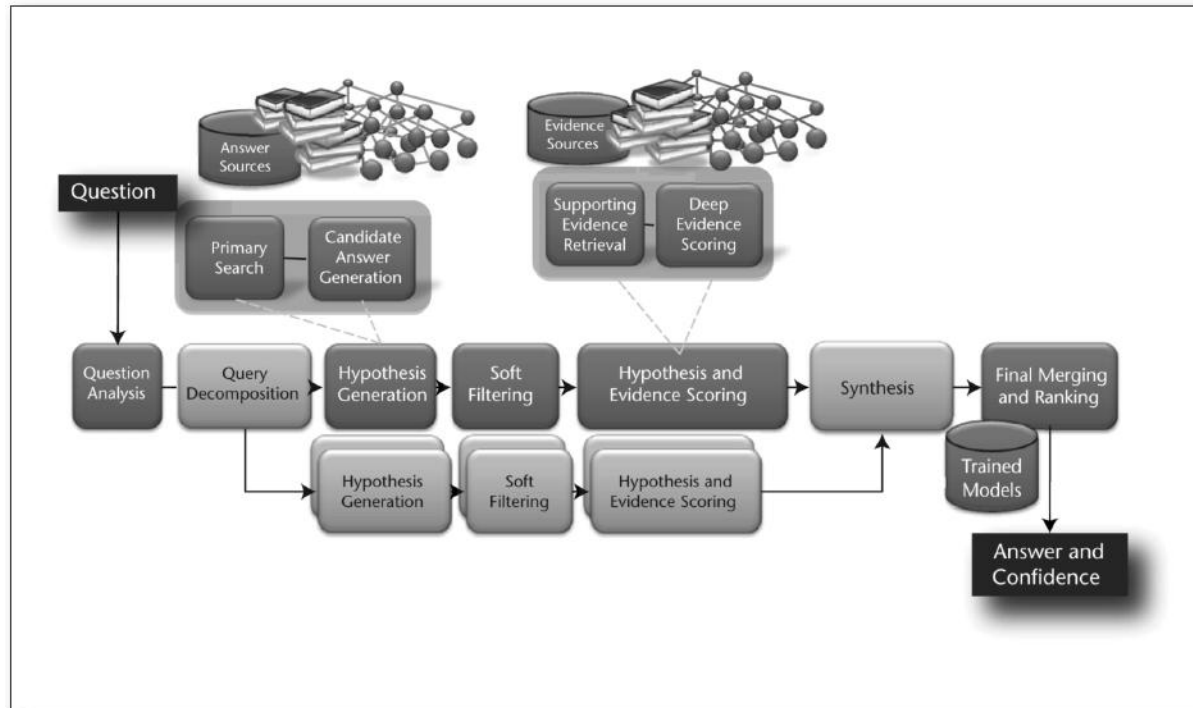 Answer
Sources
Evidence
Sources
Question
Primary
Search
Candidate
Answer
Generation
Supporting
Evidence
Retrieval
Deep
Evidence
Scoring
Question
Analysis
Query
Decomposition
Hypothesis
Generation
Soft
Filtering
Hypothesis and
Evidence Scoring
Synthesis
Final Merging
and Ranking
Hypothesis
Generation
Soft
Filtering
Hypothesis and
Evidence Scoring
Trained
Models
Answer and
Confidence